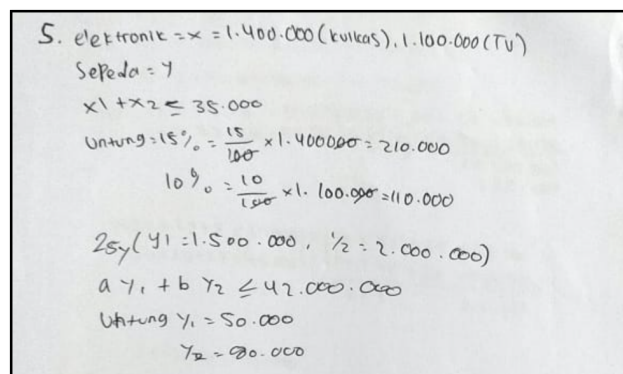 5. elektronik = x = 1.400.000 (kulkas), 1.100.000 (TV)
Sepeda = y
x1 + x2 ≤ 35.000
Untung = 15% = 15/100 × 1.400000 = 210.000
10% = 10/100 × 1.100.000 = 110.000
25y (y1 = 1.500.000, Y2 = 2.000.000)
a y1 + b y2 ≤ 42.000.000
Untung y1 = 50.000
y2 = 80.000